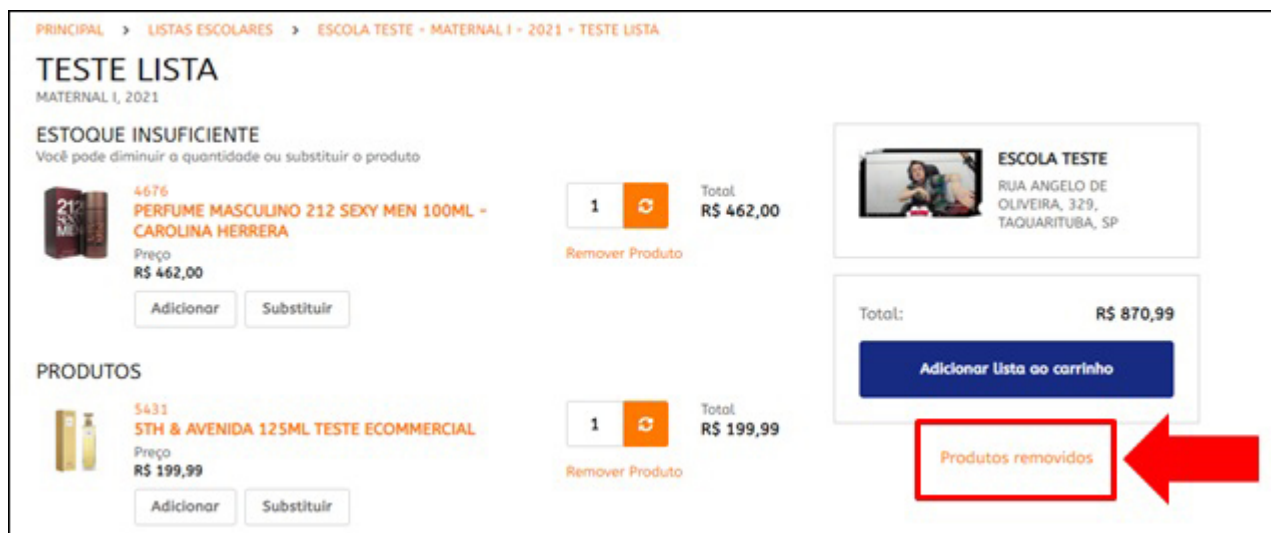 PRINCIPAL > LISTAS ESCOLARES > ESCOLA TESTE - MATERNAL I - 2021 - TESTE LISTA
TESTE LISTA
MATERNAL I, 2021
ESTOQUE INSUFICIENTE
Você pode diminuir a quantidade ou substituir o produto
212
SEXY
MEN
4676
PERFUME MASCULINO 212 SEXY MEN 100ML -
CAROLINA HERRERA
Preço
R$ 462,00
Adicionar
Substituir
1
Remover Produto
Total
R$ 462,00
PRODUTOS
5431
5TH & AVENIDA 125ML TESTE ECOMMERCIAL
Preço
R$ 199,99
Adicionar
Substituir
1
Remover Produto
Total
R$ 199,99
ESCOLA TESTE
RUA ANGELO DE
OLIVEIRA, 329,
TAQUARITUBA, SP
Total:
R$ 870,99
Adicionar lista ao carrinho
Produtos removidos